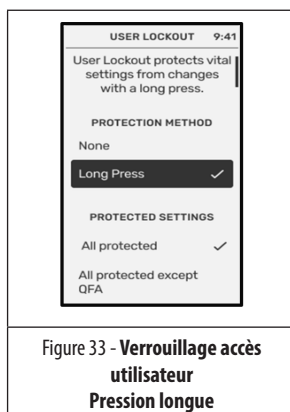 USER LOCKOUT 9:41
User Lockout protects vital
settings from changes
with a long press.
PROTECTION METHOD
None
Long Press ✓
PROTECTED SETTINGS
All protected ✓
All protected except
QFA
Figure 33 - Verrouillage accès
utilisateur
Pression longue